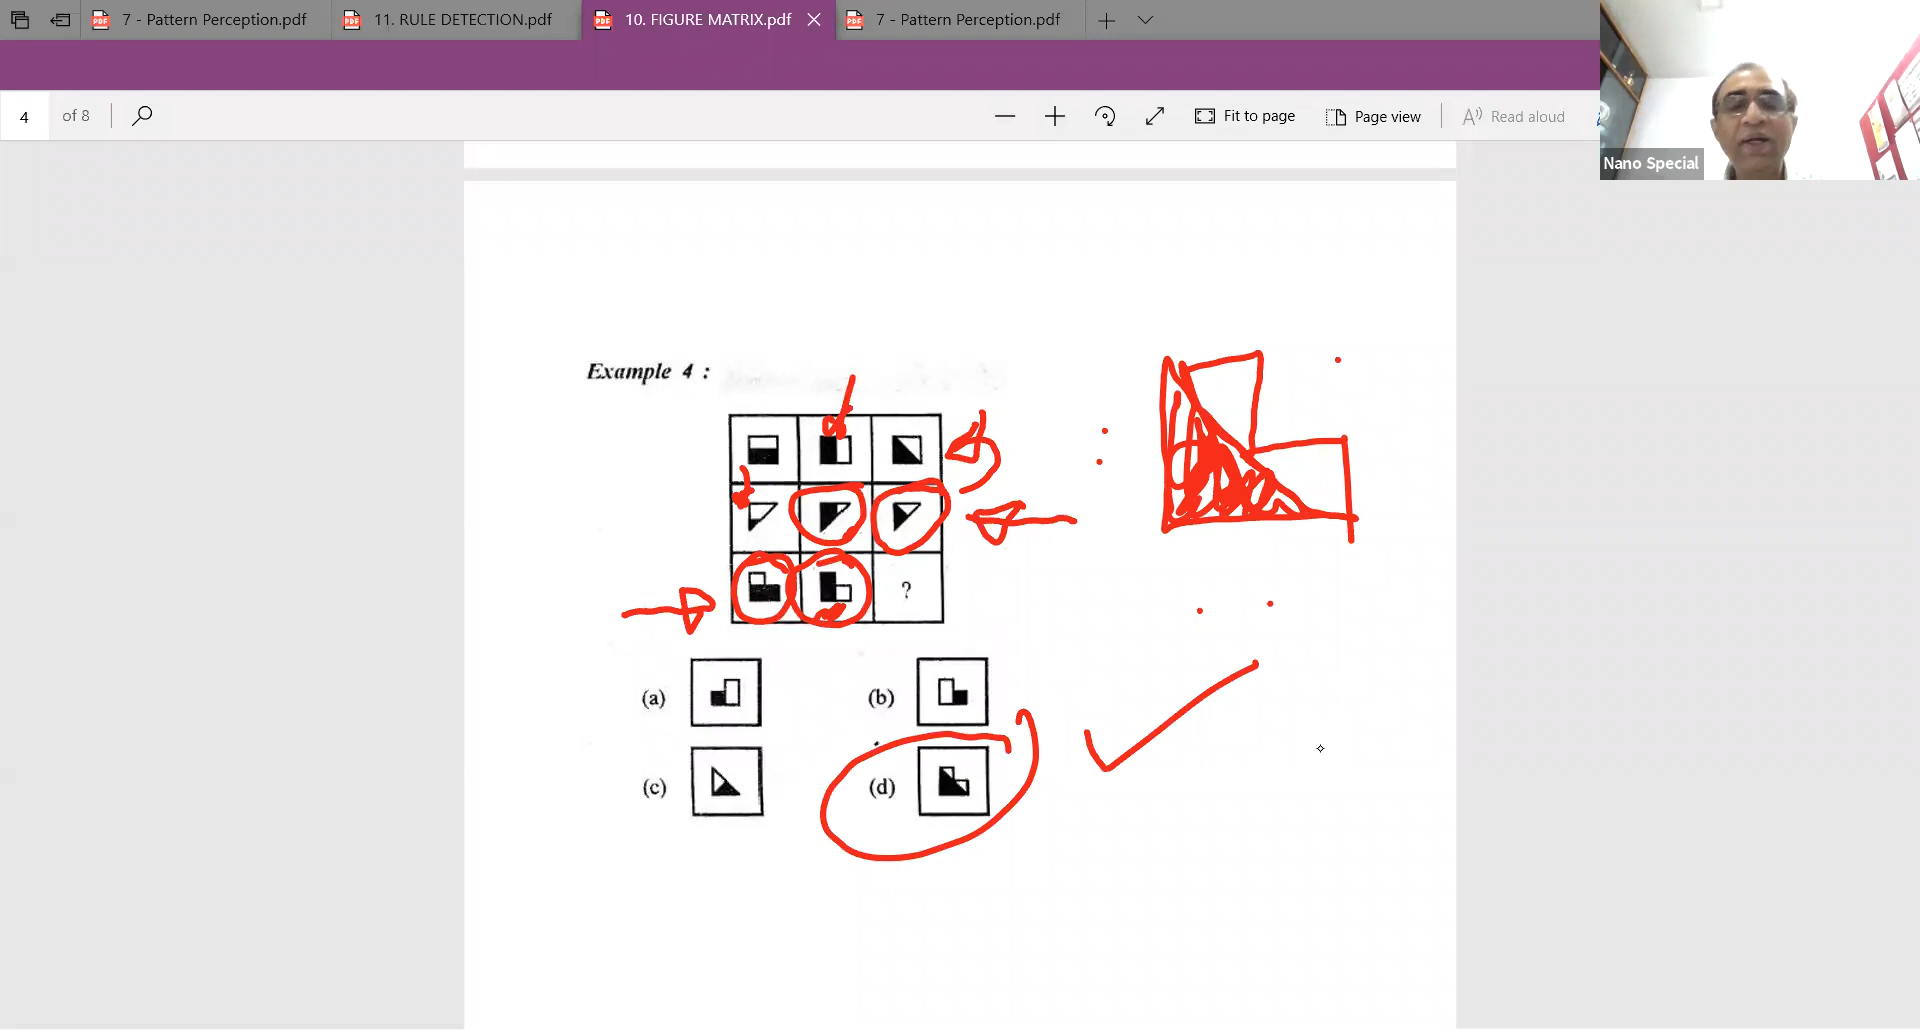 7 - Pattern Perception.pdf
11. RULE DETECTION.pdf
10. FIGURE MATRIX.pdf
7 - Pattern Perception.pdf
4 of 8
Fit to page
Page view
Read aloud
Nano Special
Example 4 :
?
(a)
(b)
(c)
(d)